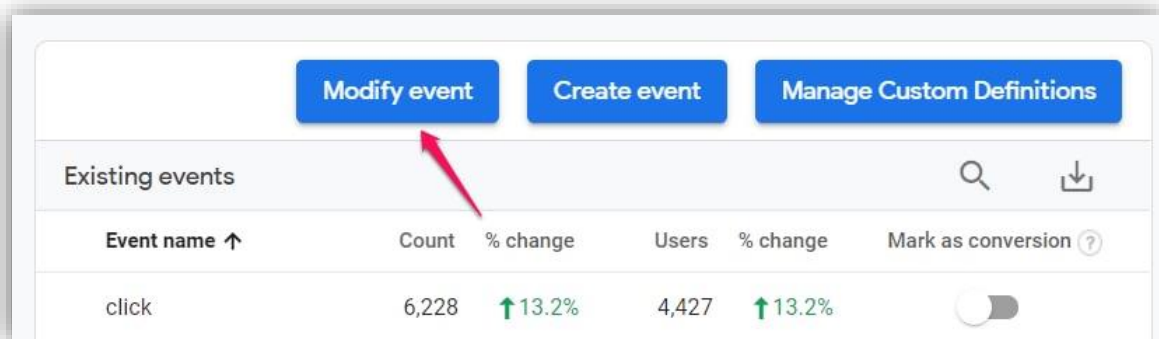 Modify event Create event Manage Custom Definitions
Existing events
Event name ↑ Count % change Users % change Mark as conversion ?
click 6,228 ↑13.2% 4,427 ↑13.2%